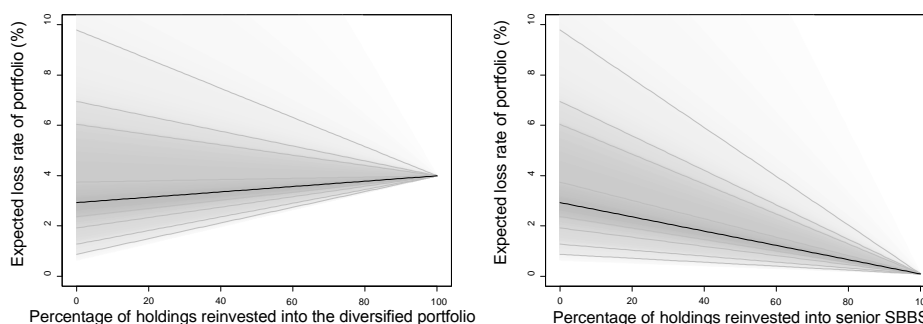 Expected loss rate of portfolio (%)
10
8
6
4
2
0
0 20 40 60 80 100
Percentage of holdings reinvested into the diversified portfolio
Expected loss rate of portfolio (%)
10
8
6
4
2
0
0 20 40 60 80 100
Percentage of holdings reinvested into senior SBBS